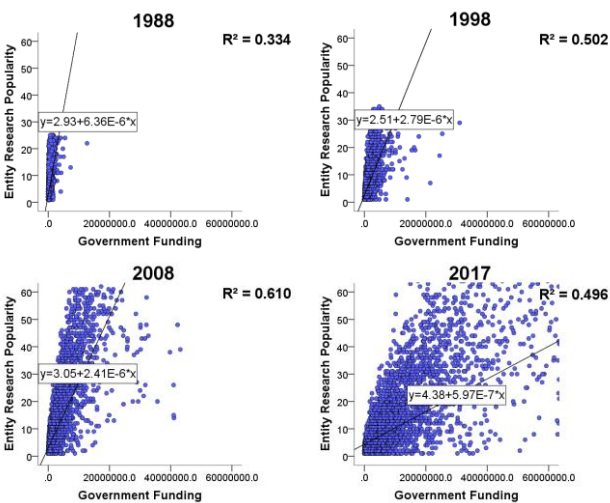 1988
R² = 0.334
Entity Research Popularity
60
50
40
30
20
10
0
y=2.93+6.36E-6*x
.0 20000000.0 40000000.0 60000000.0
Government Funding
1998
R² = 0.502
Entity Research Popularity
60
50
40
30
20
10
0
y=2.51+2.79E-6*x
.0 20000000.0 40000000.0 60000000.0
Government Funding
2008
R² = 0.610
Entity Research Popularity
60
50
40
30
20
10
0
y=3.05+2.41E-6*x
.0 20000000.0 40000000.0 60000000.0
Government Funding
2017
R² = 0.496
Entity Research Popularity
60
50
40
30
20
10
0
y=4.38+5.97E-7*x
.0 20000000.0 40000000.0 60000000.0
Government Funding